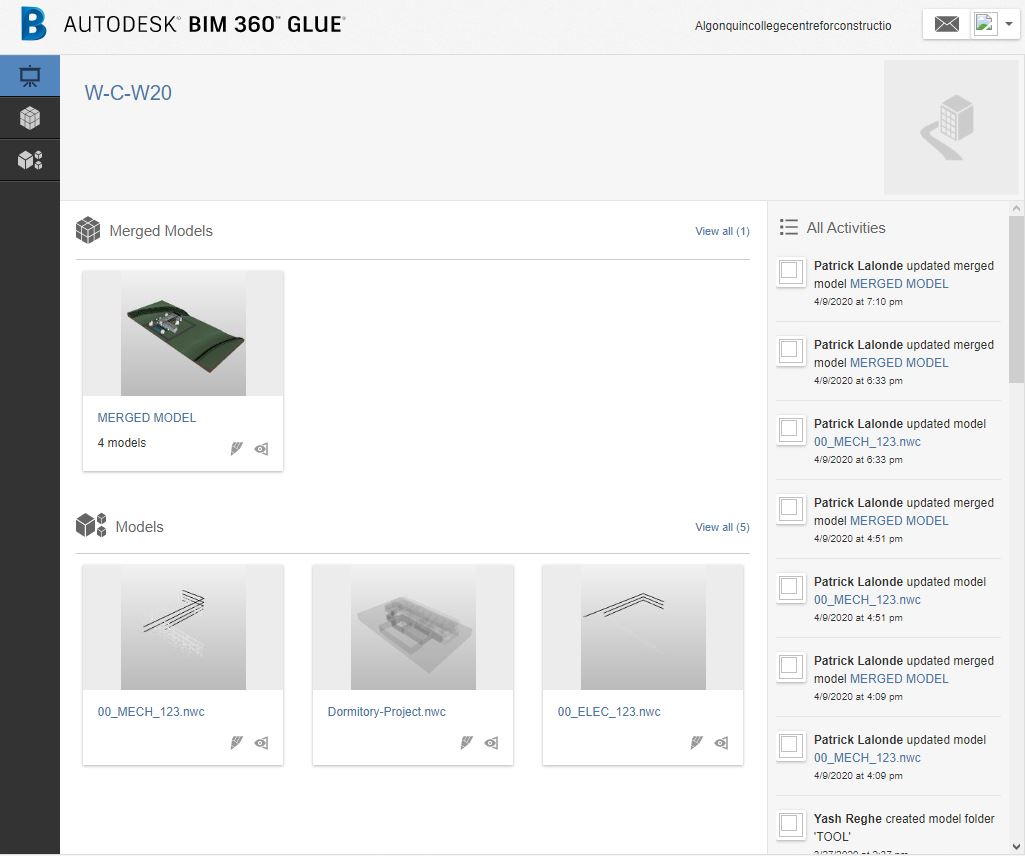 AUTODESK® BIM 360™ GLUE®
Algonquincollegecentreforconstructio
W-C-W20
Merged Models
View all (1)
MERGED MODEL
4 models
Models
View all (5)
00_MECH_123.nwc
Dormitory-Project.nwc
00_ELEC_123.nwc
All Activities
Patrick Lalonde updated merged
model MERGED MODEL
4/9/2020 at 7:10 pm
Patrick Lalonde updated merged
model MERGED MODEL
4/9/2020 at 6:33 pm
Patrick Lalonde updated model
00_MECH_123.nwc
4/9/2020 at 6:33 pm
Patrick Lalonde updated merged
model MERGED MODEL
4/9/2020 at 4:51 pm
Patrick Lalonde updated model
00_MECH_123.nwc
4/9/2020 at 4:51 pm
Patrick Lalonde updated merged
model MERGED MODEL
4/9/2020 at 4:09 pm
Patrick Lalonde updated model
00_MECH_123.nwc
4/9/2020 at 4:09 pm
Yash Reghe created model folder
'TOOL'